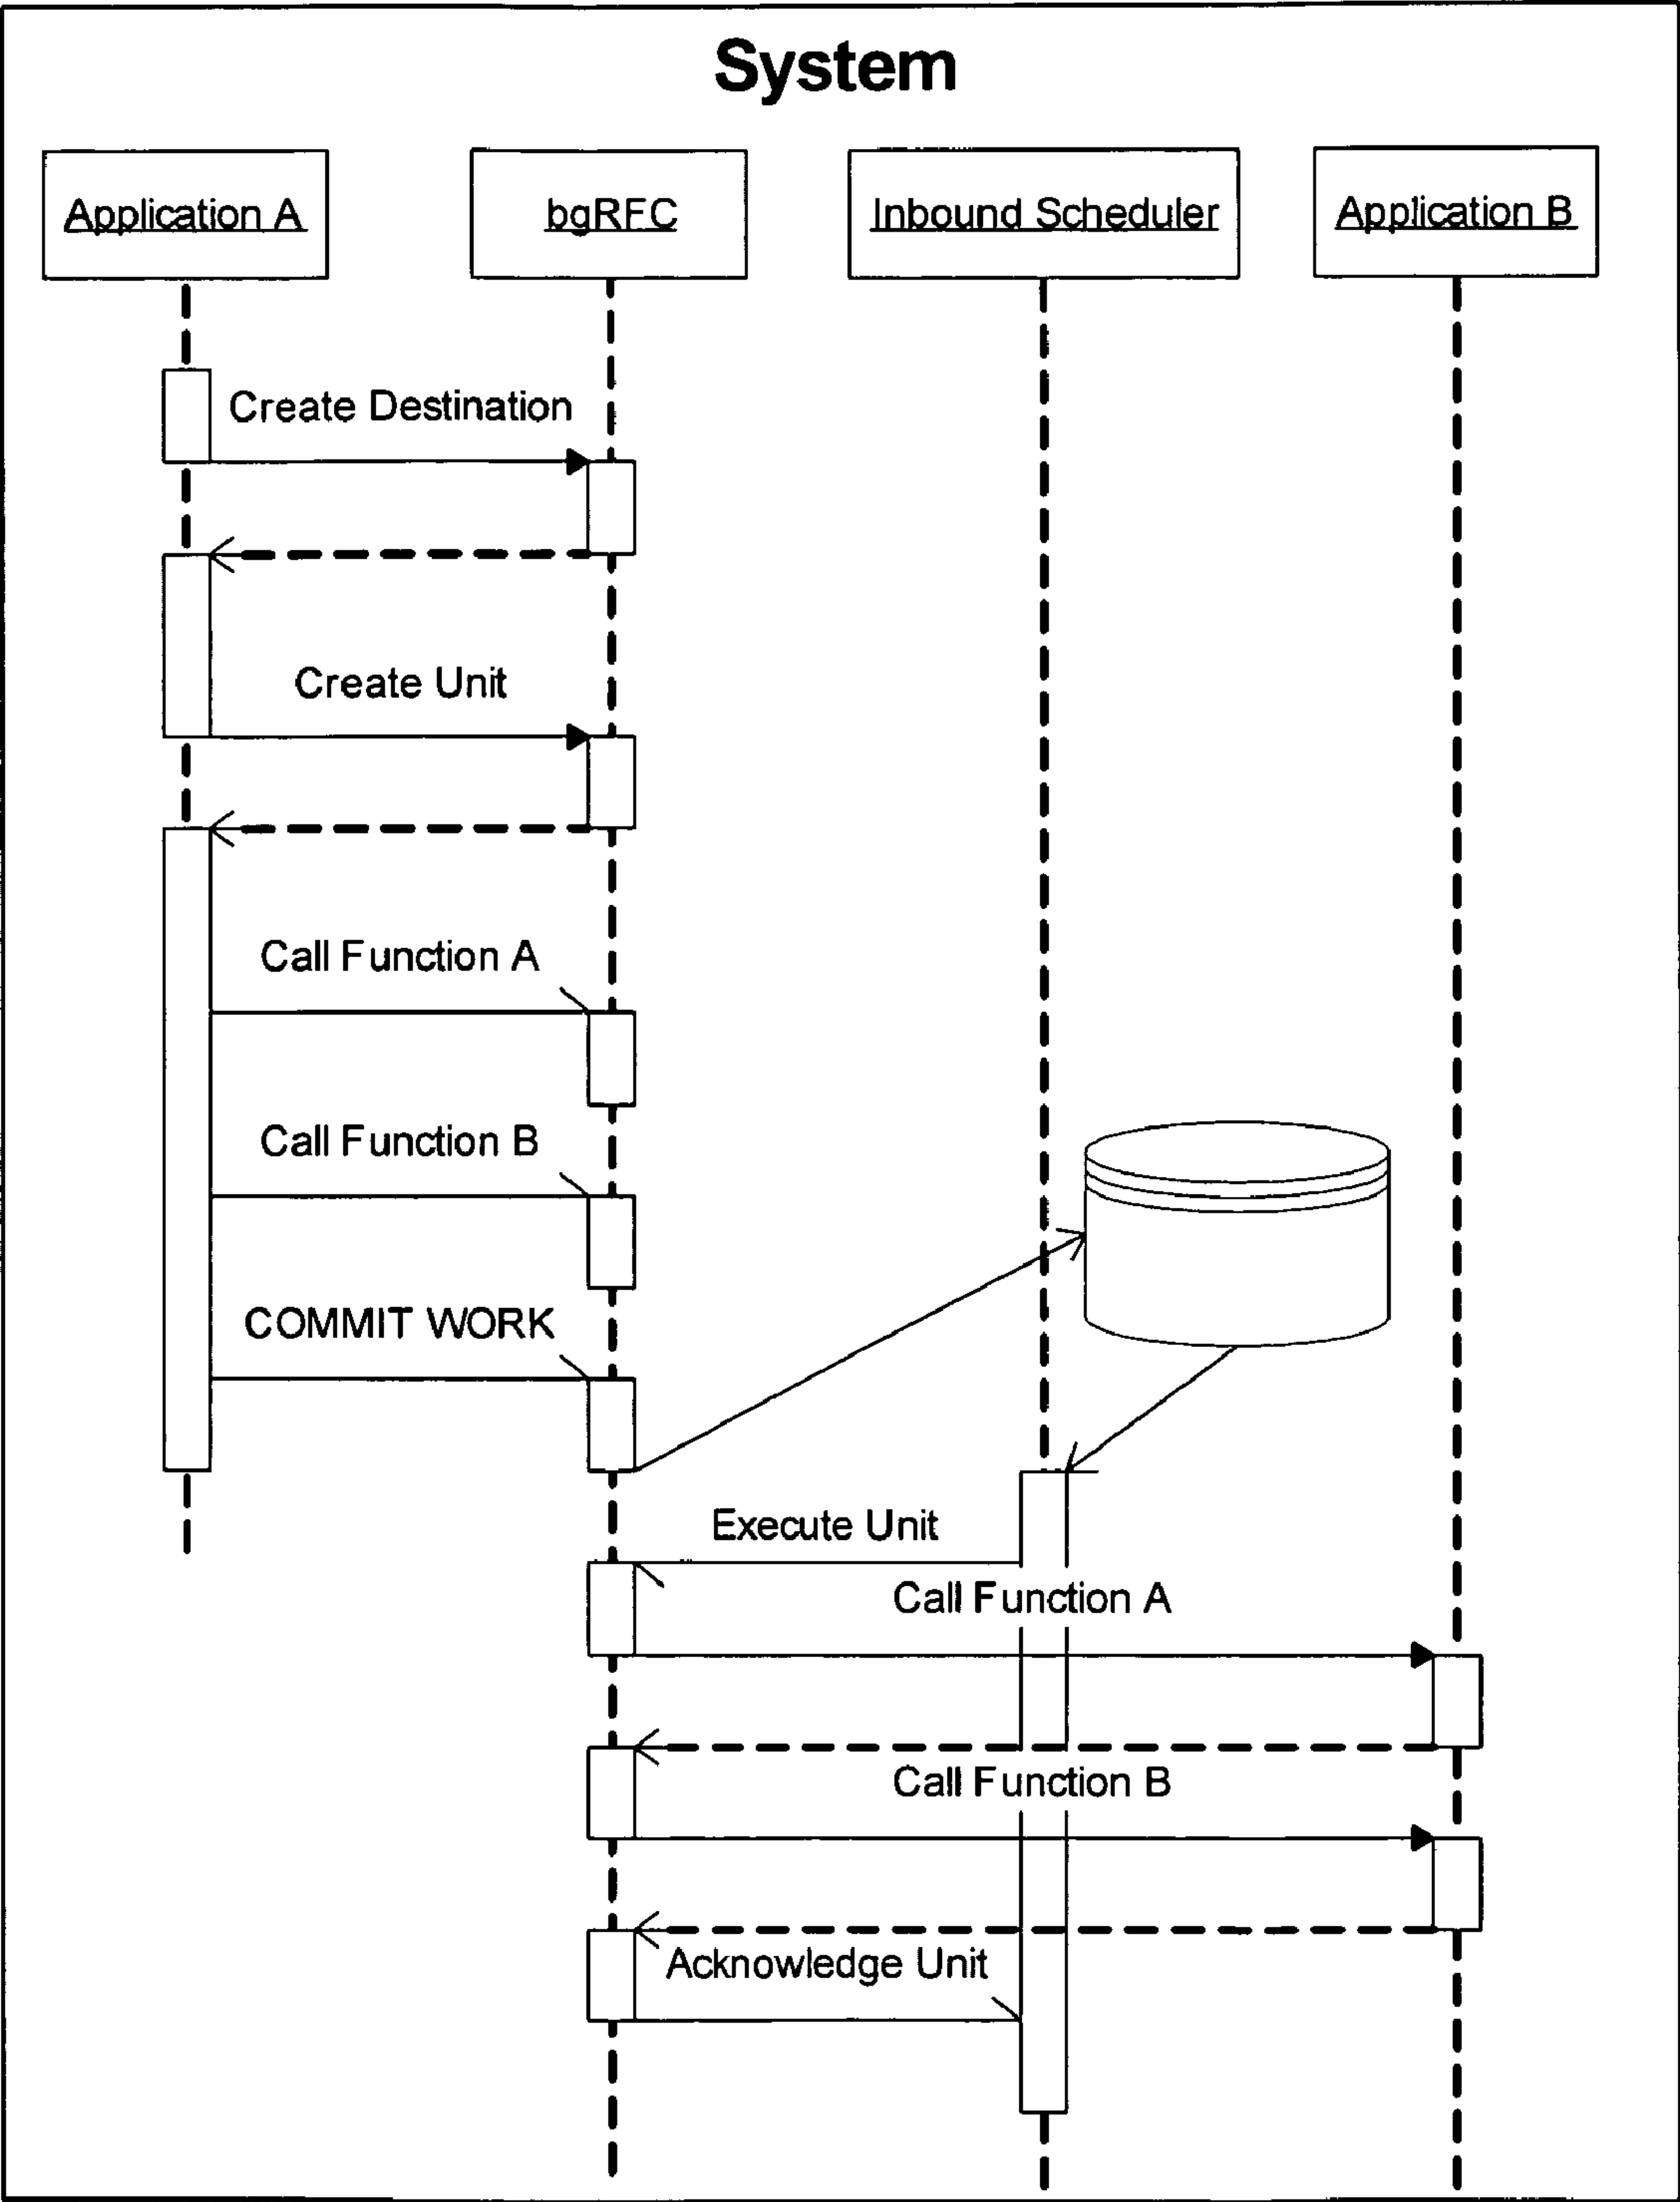 System
Application A
bgRFC
Inbound Scheduler
Application B
Create Destination
Create Unit
Call Function A
Call Function B
COMMIT WORK
Execute Unit
Call Function A
Call Function B
Acknowledge Unit